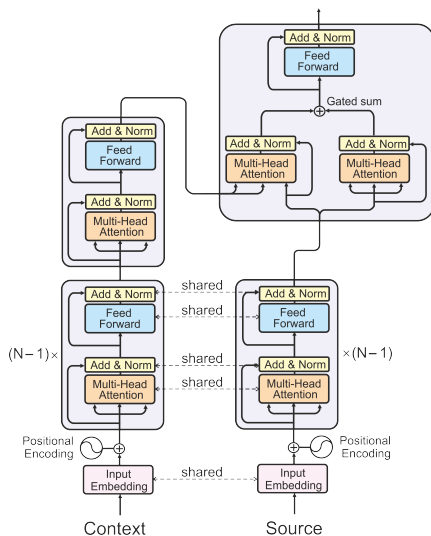 Add & Norm
Feed
Forward
Gated sum
Add & Norm
Multi-Head
Attention
Add & Norm
Multi-Head
Attention
Add & Norm
Feed
Forward
Add & Norm
Multi-Head
Attention
Add & Norm
Feed
Forward
Add & Norm
Multi-Head
Attention
(N−1)×
shared
shared
shared
shared
Add & Norm
Feed
Forward
Add & Norm
Multi-Head
Attention
×(N−1)
Positional
Encoding
Positional
Encoding
Input
Embedding
shared
Input
Embedding
Context
Source